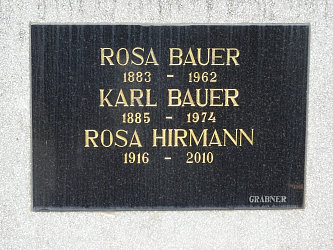 ROSA BAUER
1883 - 1962
KARL BAUER
1885 - 1974
ROSA HIRMANN
1916 - 2010
GRABNER